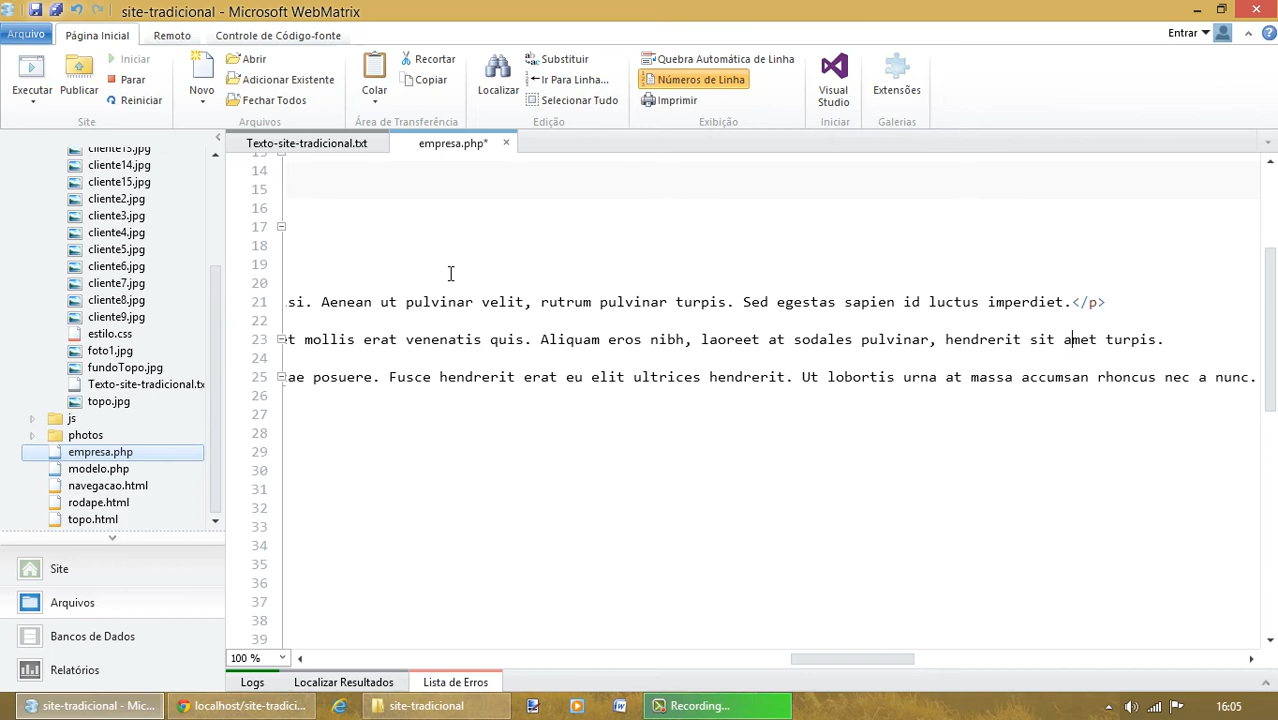 site-tradicional - Microsoft WebMatrix
Arquivo Página Inicial Remoto Controle de Código-fonte Entrar
Executar Publicar Iniciar Parar Reiniciar
Site
Novo Abrir Adicionar Existente Fechar Todos
Arquivos
Colar Recortar Copiar
Área de Transferência
Localizar Substituir Ir Para Linha... Selecionar Tudo
Edição
Quebra Automática de Linha Números de Linha Imprimir
Exibição
Visual Studio
Iniciar
Extensões
Galerias
Texto-site-tradicional.txt empresa.php*
cliente13.jpg
cliente14.jpg
cliente15.jpg
cliente2.jpg
cliente3.jpg
cliente4.jpg
cliente5.jpg
cliente6.jpg
cliente7.jpg
cliente8.jpg
cliente9.jpg
estilo.css
foto1.jpg
fundoTopo.jpg
Texto-site-tradicional.tx
topo.jpg
js
photos
empresa.php
modelo.php
navegacao.html
rodape.html
topo.html
Site
Arquivos
Bancos de Dados
Relatórios
13
14
15
16
17
18
19
20
21 si. Aenean ut pulvinar velit, rutrum pulvinar turpis. Sed egestas sapien id luctus imperdiet.</p>
22
23 t mollis erat venenatis quis. Aliquam eros nibh, laoreet at sodales pulvinar, hendrerit sit amet turpis.
24
25 ae posuere. Fusce hendrerit erat eu elit ultrices hendrerit. Ut lobortis urna at massa accumsan rhoncus nec a nunc.
26
27
28
29
30
31
32
33
34
35
36
37
38
39
100 %
Logs Localizar Resultados Lista de Erros
site-tradicional - Mic... localhost/site-tradici... site-tradicional Recording... 16:05